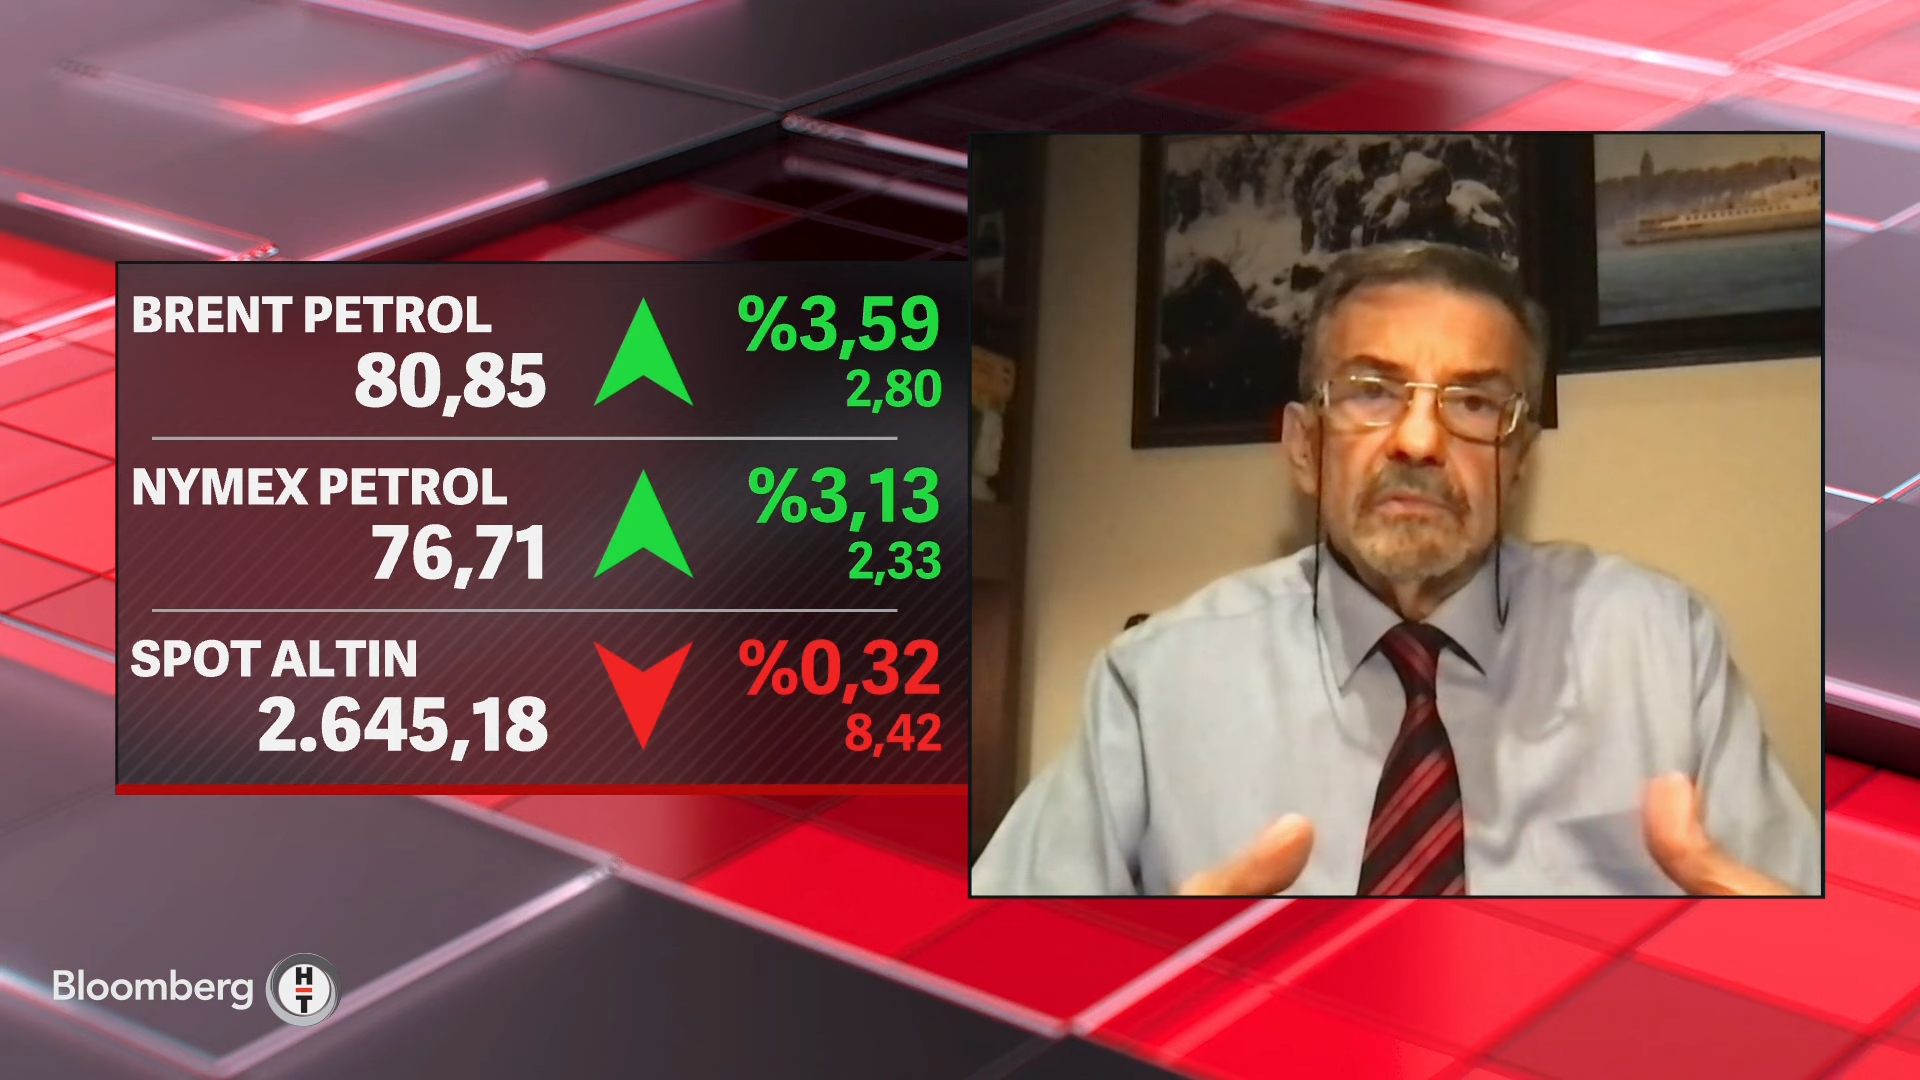 BRENT PETROL
80,85
%3,59
2,80
NYMEX PETROL
76,71
%3,13
2,33
SPOT ALTIN
2.645,18
%0,32
8,42
Bloomberg HT